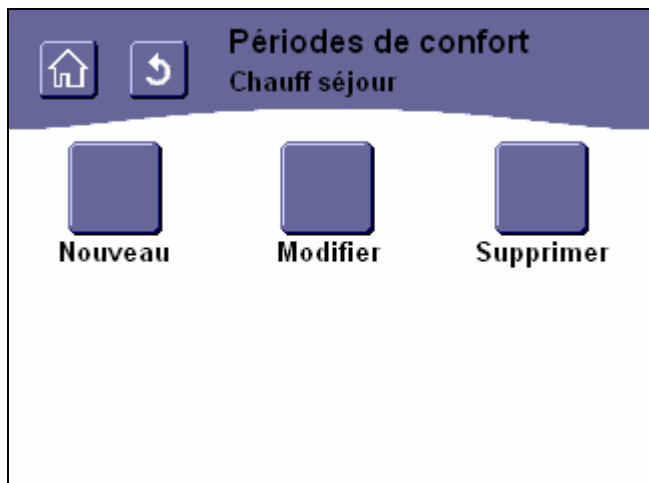 Périodes de confort
Chauff séjour
Nouveau
Modifier
Supprimer